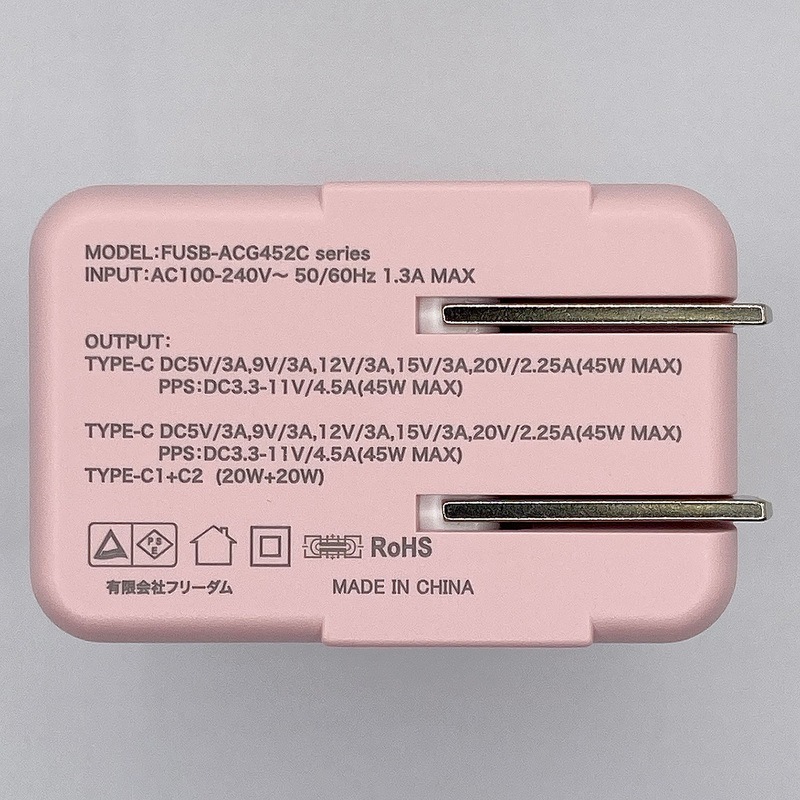 MODEL:FUSB-ACG452C series
INPUT:AC100-240V～ 50/60Hz 1.3A MAX
OUTPUT:
TYPE-C DC5V/3A,9V/3A,12V/3A,15V/3A,20V/2.25A(45W MAX)
PPS:DC3.3-11V/4.5A(45W MAX)
TYPE-C DC5V/3A,9V/3A,12V/3A,15V/3A,20V/2.25A(45W MAX)
PPS:DC3.3-11V/4.5A(45W MAX)
TYPE-C1+C2 (20W+20W)
PSE RoHS
有限会社フリーダム MADE IN CHINA